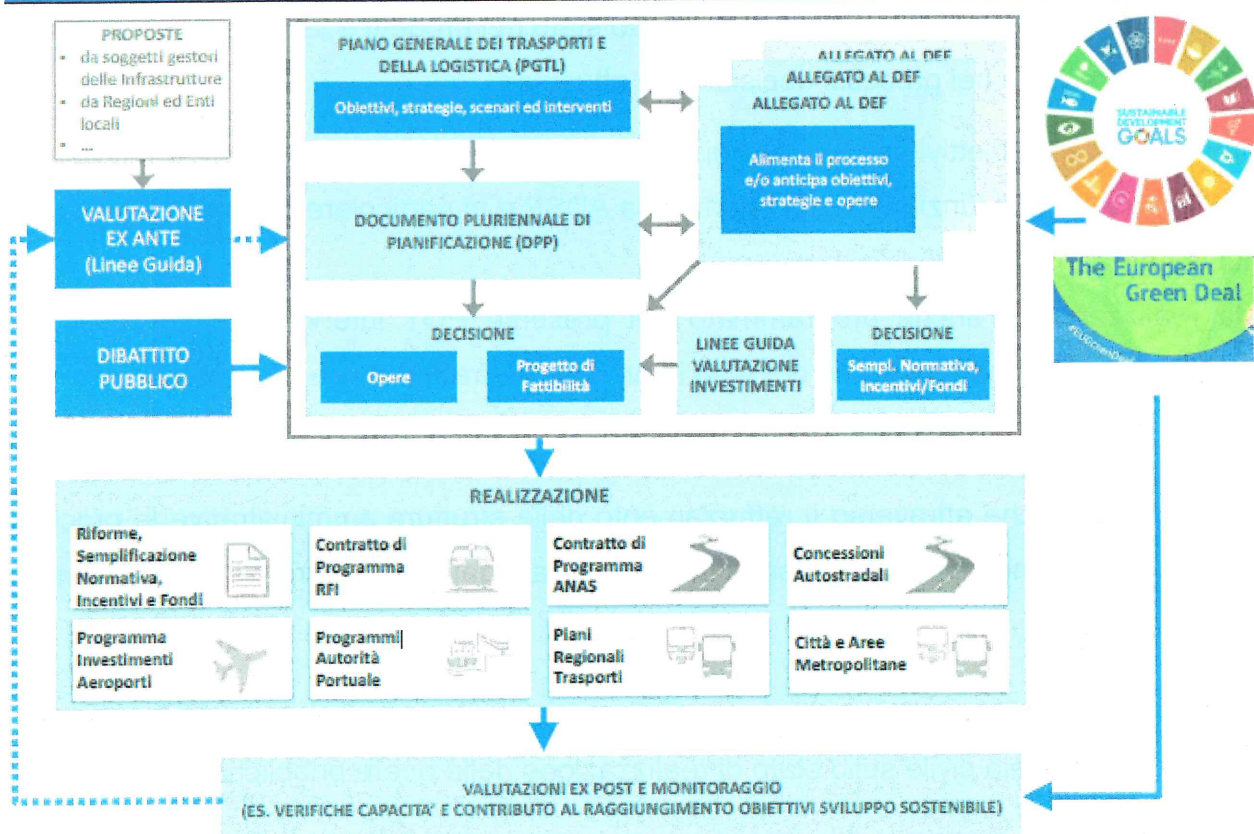 PROPOSTE
• da soggetti gestori
delle Infrastrutture
• da Regioni ed Enti
locali
• ...
VALUTAZIONE
EX ANTE
(Linee Guida)
DIBATTITO
PUBBLICO
PIANO GENERALE DEI TRASPORTI E
DELLA LOGISTICA (PGTL)
Obiettivi, strategie, scenari ed interventi
DOCUMENTO PLURIENNALE DI
PIANIFICAZIONE (DPP)
ALLEGATO AL DEF
ALLEGATO AL DEF
ALLEGATO AL DEF
Alimenta il processo
e/o anticipa obiettivi,
strategie e opere
DECISIONE
Opere
Progetto di
Fattibilità
LINEE GUIDA
VALUTAZIONE
INVESTIMENTI
DECISIONE
Sempl. Normativa,
Incentivi/Fondi
SUSTAINABLE
DEVELOPMENT
GOALS
The European
Green Deal
#EUGreenDeal
REALIZZAZIONE
Riforme,
Semplificazione
Normativa,
Incentivi e Fondi
Contratto di
Programma
RFI
Contratto di
Programma
ANAS
Concessioni
Autostradali
Programma
Investimenti
Aeroporti
Programmi
Autorità
Portuale
Piani
Regionali
Trasporti
Città e Aree
Metropolitane
VALUTAZIONI EX POST E MONITORAGGIO
(ES. VERIFICHE CAPACITA' E CONTRIBUTO AL RAGGIUNGIMENTO OBIETTIVI SVILUPPO SOSTENIBILE)